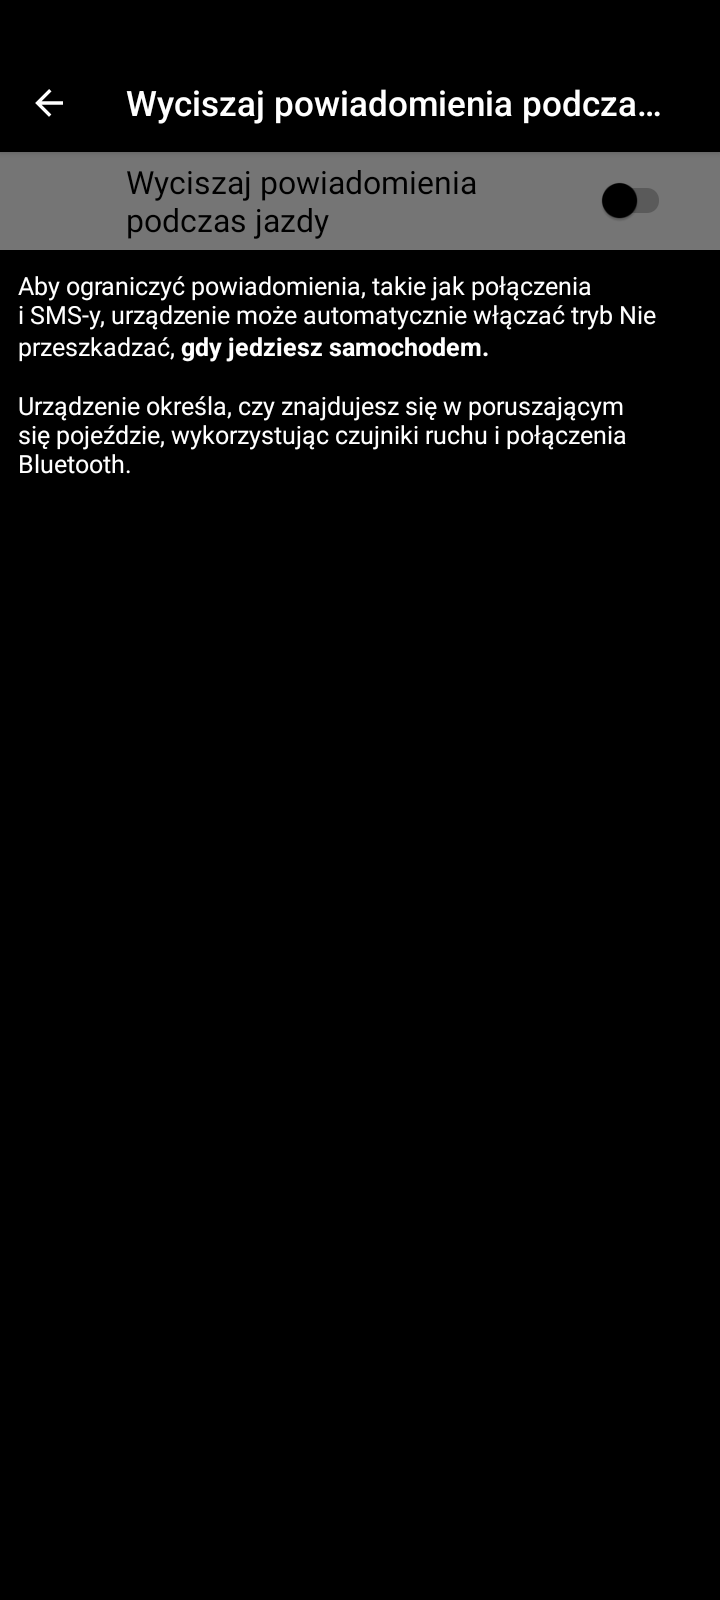 Wyciszaj powiadomienia podcza...
Wyciszaj powiadomienia
podczas jazdy
Aby ograniczyć powiadomienia, takie jak połączenia
i SMS-y, urządzenie może automatycznie włączać tryb Nie
przeszkadzać, gdy jedziesz samochodem.
Urządzenie określa, czy znajdujesz się w poruszającym
się pojeździe, wykorzystując czujniki ruchu i połączenia
Bluetooth.